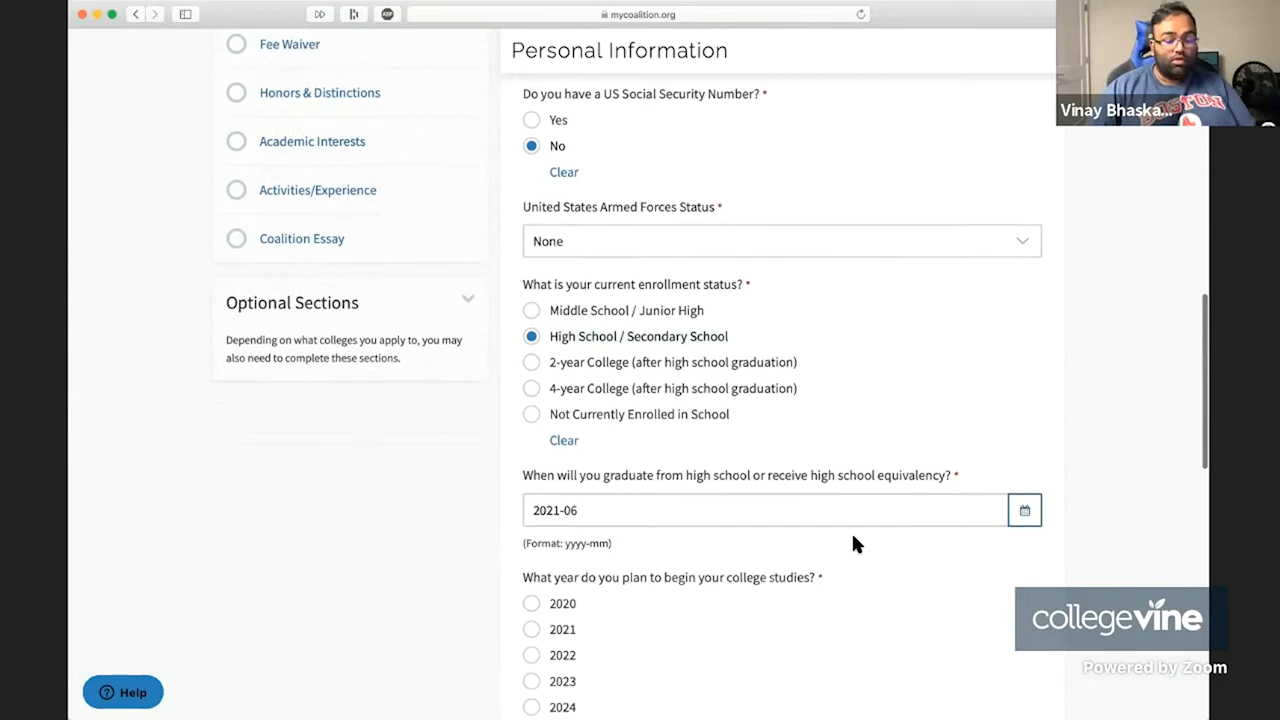 mycoalition.org
Fee Waiver
Honors & Distinctions
Academic Interests
Activities/Experience
Coalition Essay
Optional Sections
Depending on what colleges you apply to, you may
also need to complete these sections.
Help
Personal Information
Do you have a US Social Security Number? *
Yes
No
Clear
United States Armed Forces Status *
None
What is your current enrollment status? *
Middle School / Junior High
High School / Secondary School
2-year College (after high school graduation)
4-year College (after high school graduation)
Not Currently Enrolled in School
Clear
When will you graduate from high school or receive high school equivalency? *
2021-06
(Format: yyyy-mm)
What year do you plan to begin your college studies? *
2020
2021
2022
2023
2024
BOSTON
Vinay Bhaska...
collegevine
Powered by Zoom